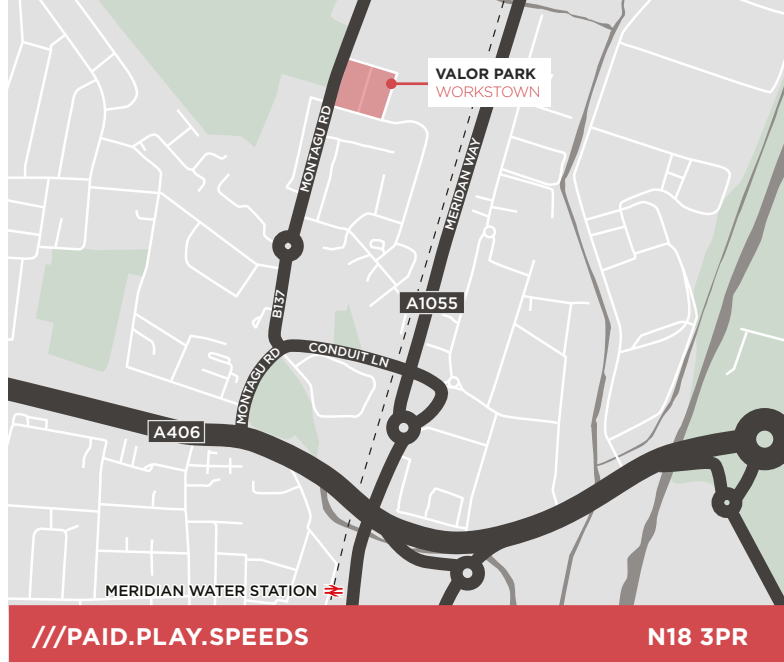 VALOR PARK
WORKSTOWN
MONTAGU RD
MERIDAN WAY
B137
A1055
CONDUIT LN
MONTAGU RD
A406
MERIDIAN WATER STATION
///PAID.PLAY.SPEEDS
N18 3PR